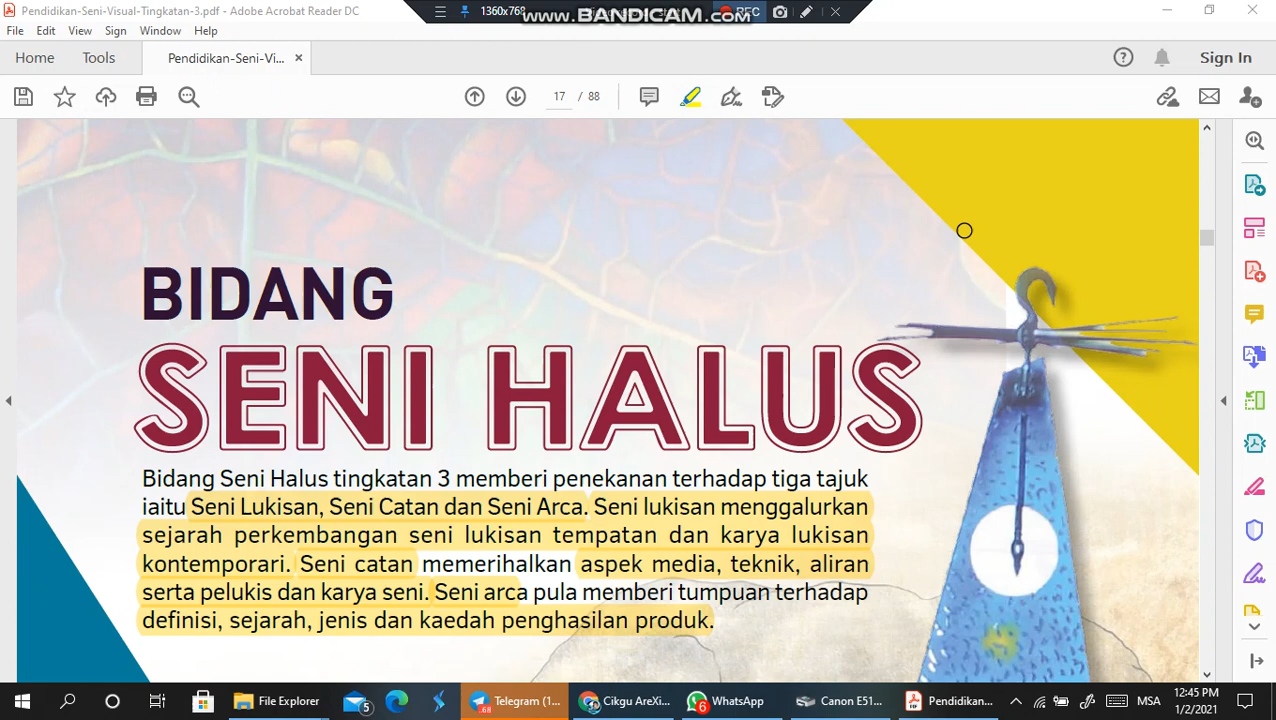 Pendidikan-Seni-Visual-Tingkatan-3.pdf - Adobe Acrobat Reader DC
1360x768
www.BANDICAM.com
REC
File Edit View Sign Window Help
Home Tools Pendidikan-Seni-Vi... Sign In
17 / 88
BIDANG
SENI HALUS
Bidang Seni Halus tingkatan 3 memberi penekanan terhadap tiga tajuk
iaitu Seni Lukisan, Seni Catan dan Seni Arca. Seni lukisan menggalurkan
sejarah perkembangan seni lukisan tempatan dan karya lukisan
kontemporari. Seni catan memerihalkan aspek media, teknik, aliran
serta pelukis dan karya seni. Seni arca pula memberi tumpuan terhadap
definisi, sejarah, jenis dan kaedah penghasilan produk.
File Explorer 5 Telegram (1... .68 Cikgu AreXi... WhatsApp 6 Canon E51... Pendidikan... MSA 12:45 PM
1/2/2021